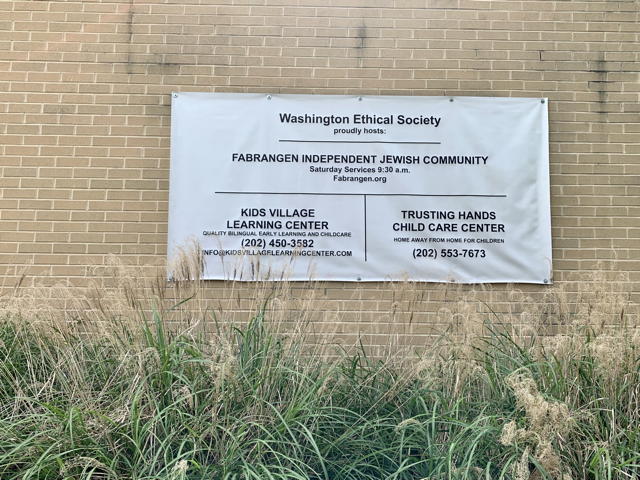 Washington Ethical Society
proudly hosts:
FABRANGEN INDEPENDENT JEWISH COMMUNITY
Saturday Services 9:30 a.m.
Fabrangen.org
KIDS VILLAGE
LEARNING CENTER
QUALITY BILINGUAL EARLY LEARNING AND CHILDCARE
(202) 450-3582
INFO@KIDSVILLAGELEARNINGCENTER.COM
TRUSTING HANDS
CHILD CARE CENTER
HOME AWAY FROM HOME FOR CHILDREN
(202) 553-7673